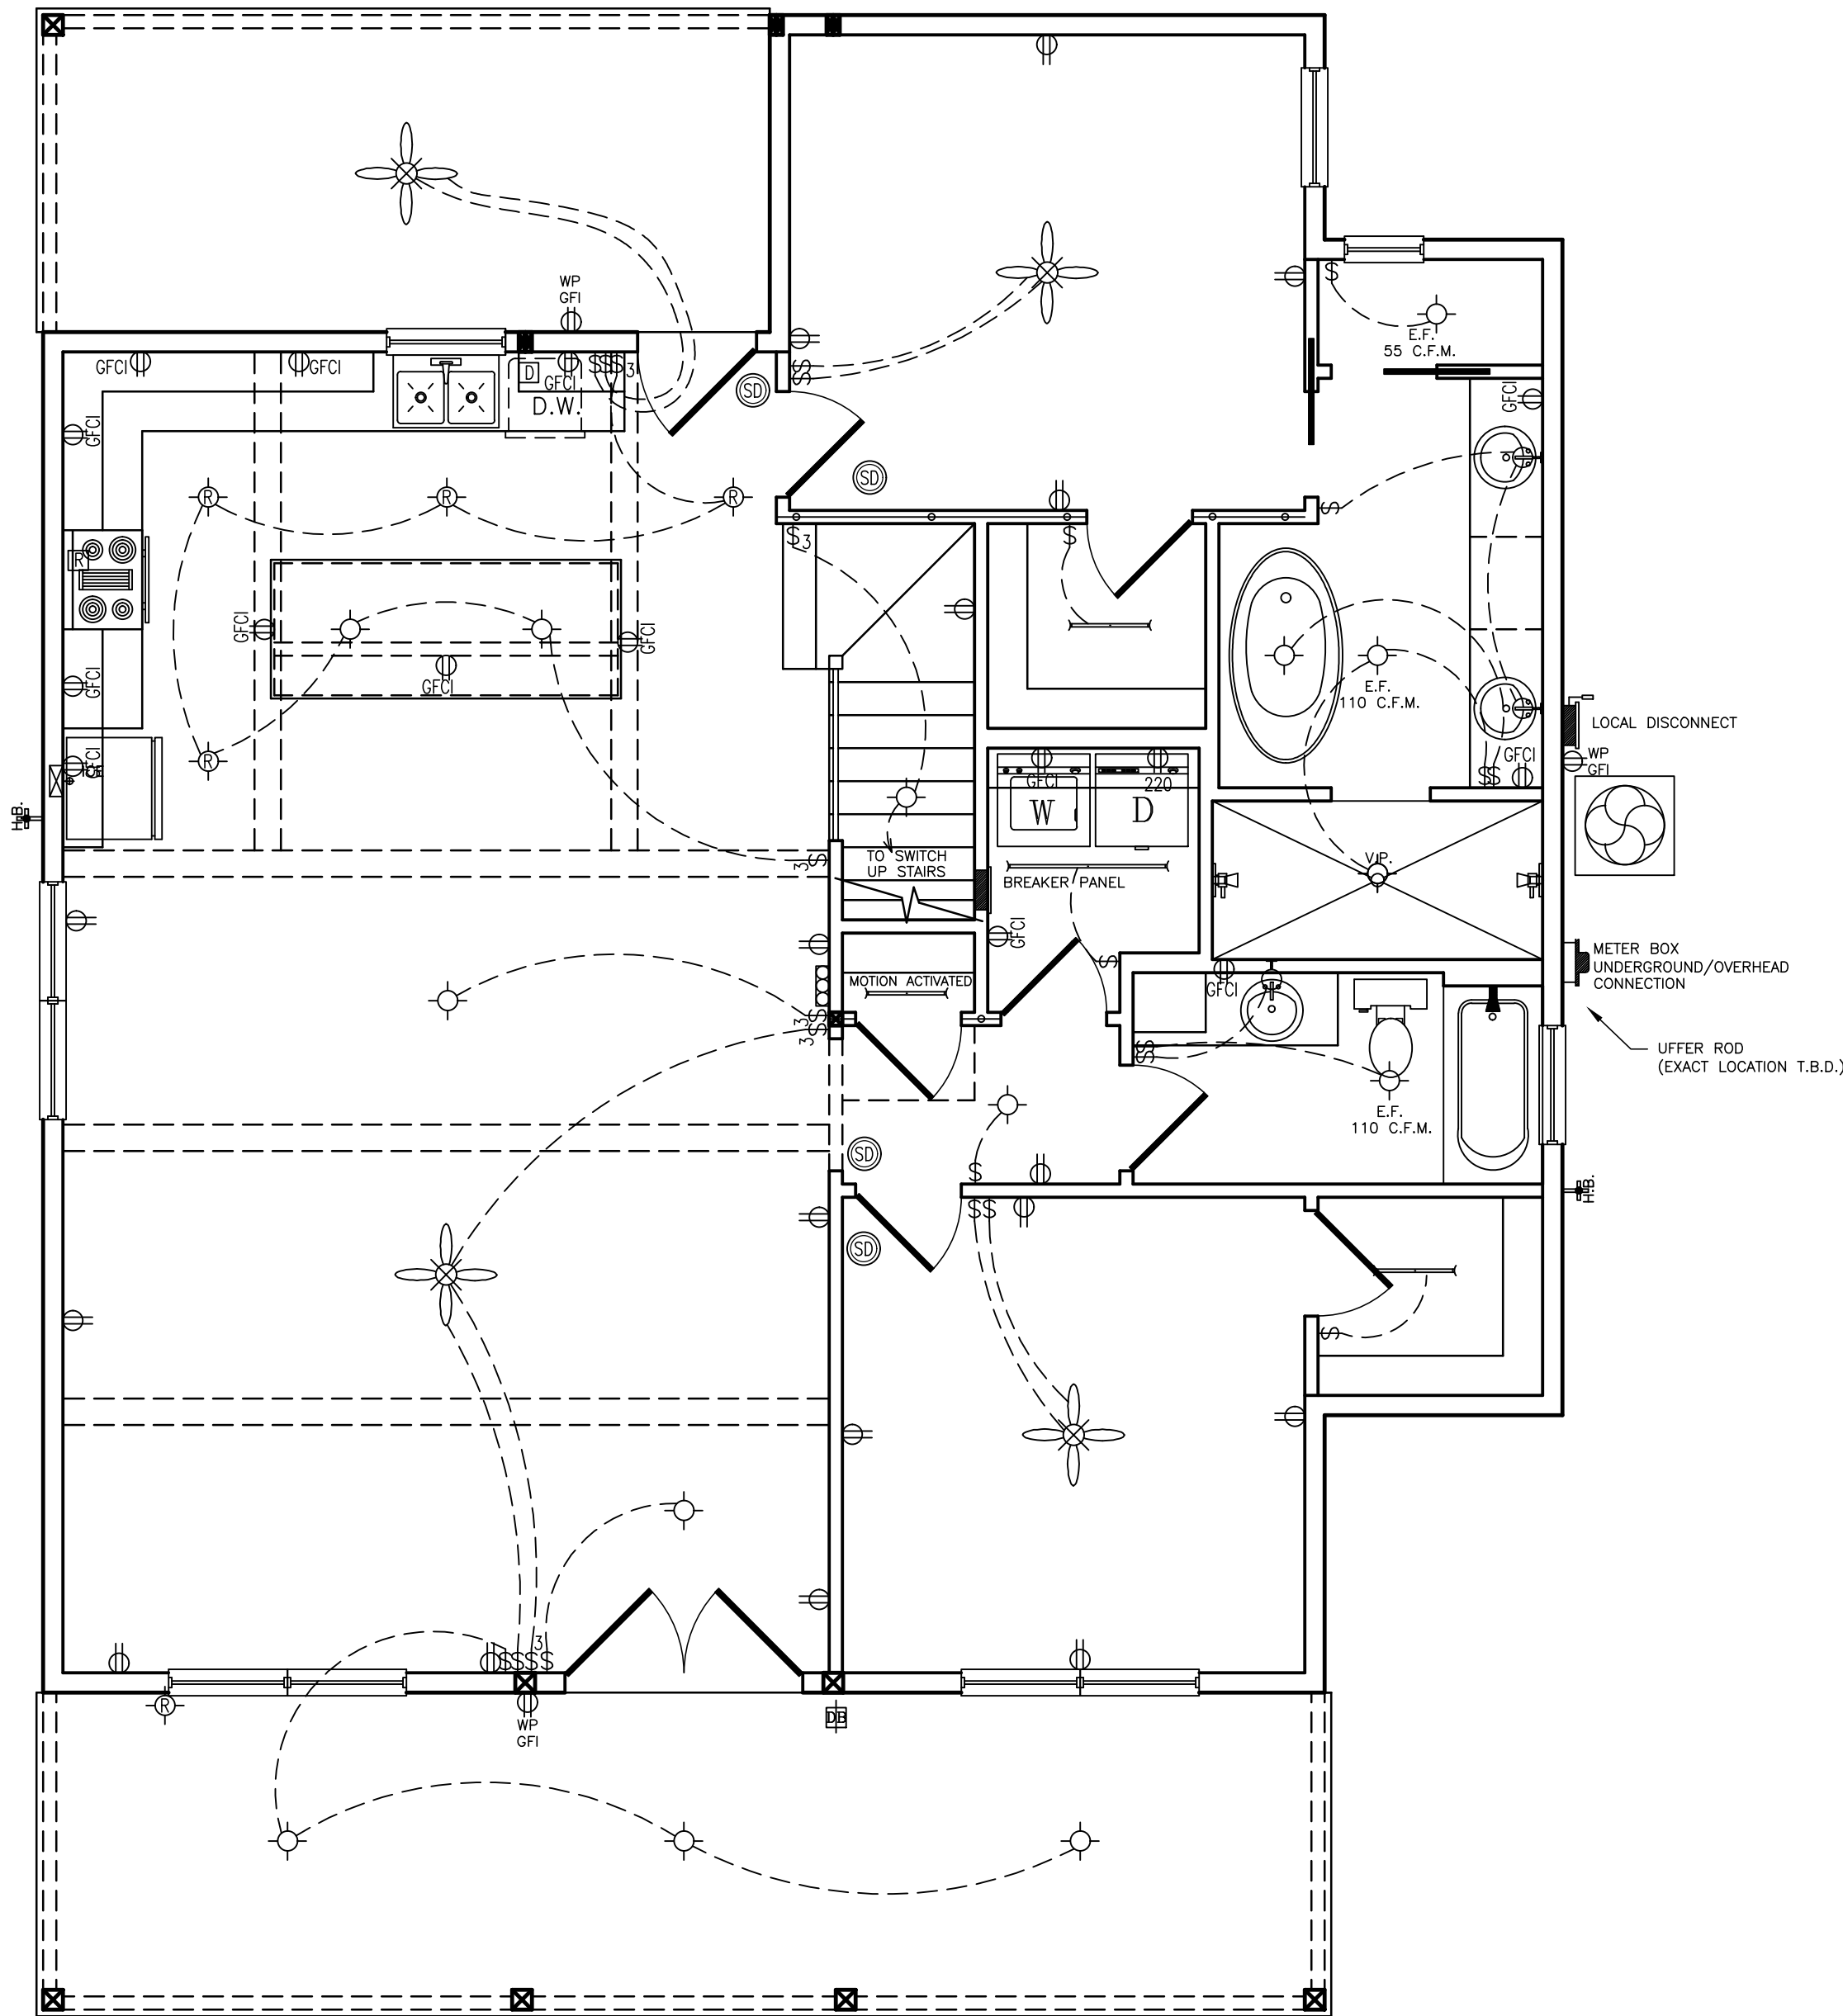 WP
GFI
GFCI
GFCI
D
GFCI
D.W.
$$$3
SD
$$
$
E.F.
55 C.F.M.
GFCI
GFCI
SD
R
R
R
$
$3
$
R
GFCI
GFCI
GFCI
GFCI
E.F.
110 C.F.M.
LOCAL DISCONNECT
R
GFCI
GFCI
220
$$
GFCI
WP
GFI
H.B.
W
D
3$
TO SWITCH
UP STAIRS
V.P.
BREAKER PANEL
GFCI
METER BOX
UNDERGROUND/OVERHEAD
CONNECTION
$
MOTION ACTIVATED
GFCI
3$
3$
$$
UFFER ROD
(EXACT LOCATION T.B.D.)
E.F.
110 C.F.M.
SD
$
H.B.
$$
SD
$
3
$$$$
R
WP
GFI
DB